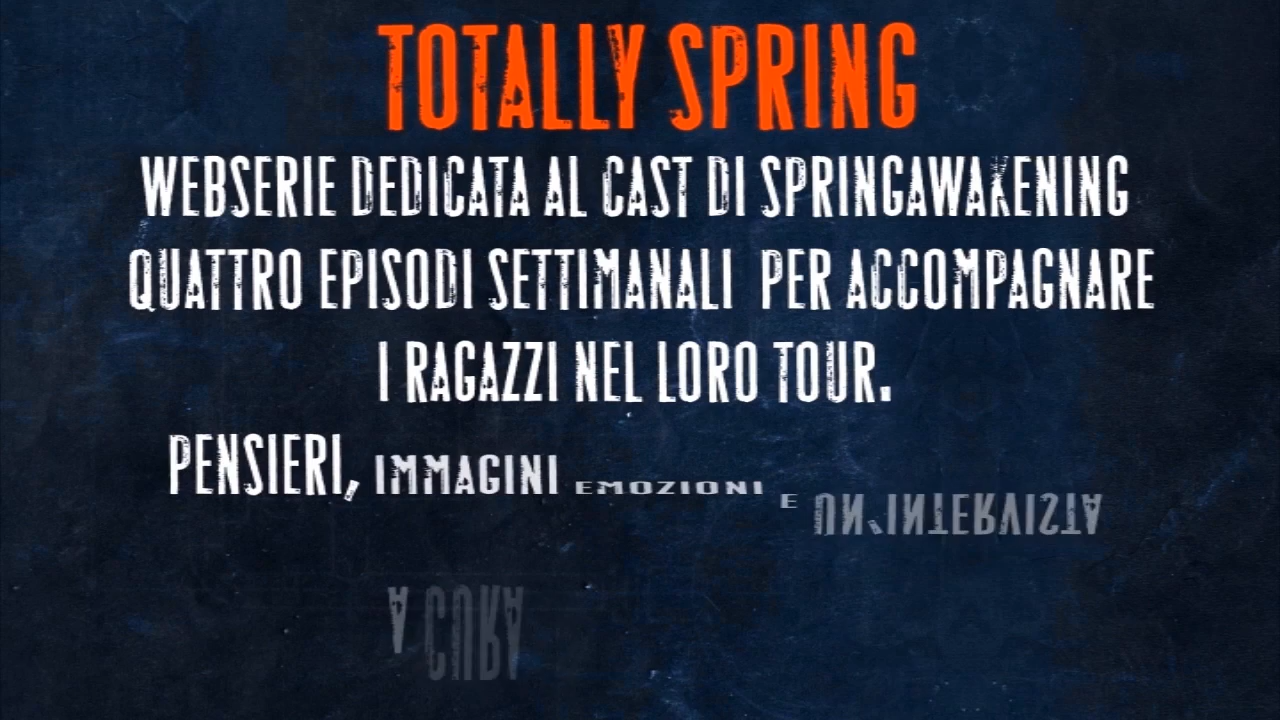 TOTALLY SPRING
WEBSERIE DEDICATA AL CAST DI SPRINGAWAKENING
QUATTRO EPISODI SETTIMANALI PER ACCOMPAGNARE
I RAGAZZI NEL LORO TOUR.
PENSIERI, IMMAGINI EMOZIONI E UN'INTERVISTA
A CURA